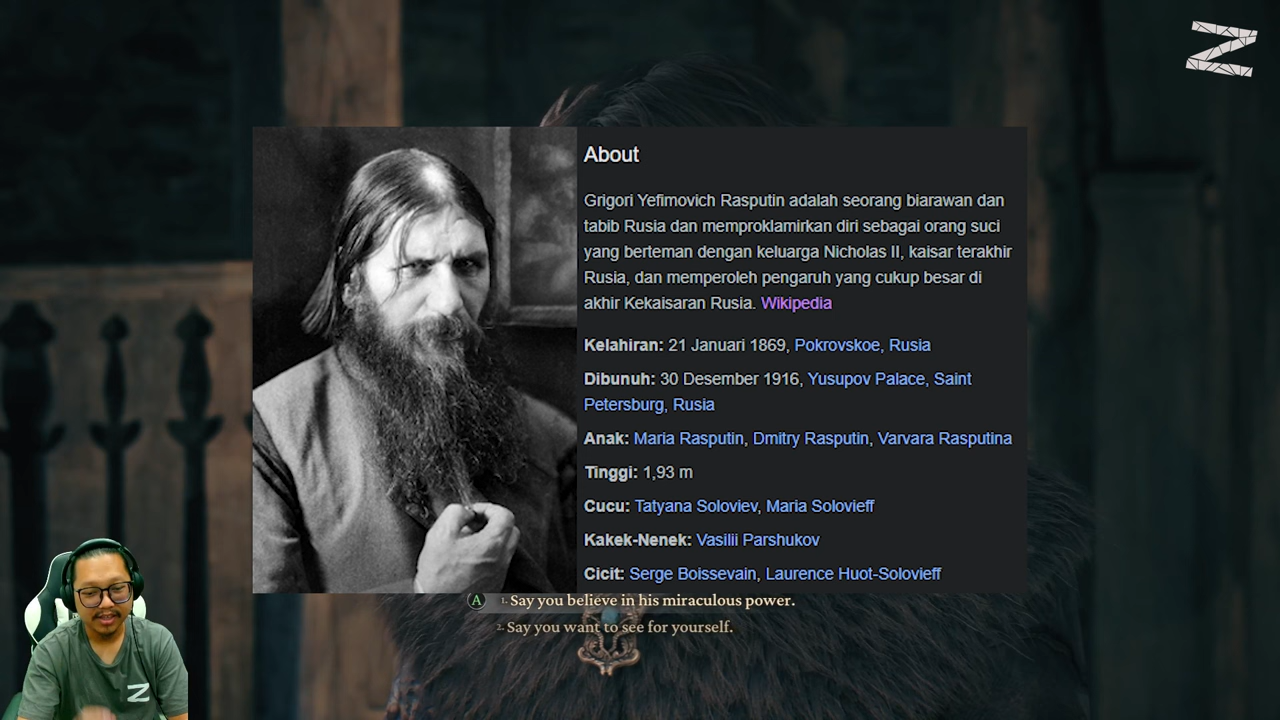 Z
About
Grigori Yefimovich Rasputin adalah seorang biarawan dan
tabib Rusia dan memproklamirkan diri sebagai orang suci
yang berteman dengan keluarga Nicholas II, kaisar terakhir
Rusia, dan memperoleh pengaruh yang cukup besar di
akhir Kekaisaran Rusia. Wikipedia
Kelahiran: 21 Januari 1869, Pokrovskoe, Rusia
Dibunuh: 30 Desember 1916, Yusupov Palace, Saint
Petersburg, Rusia
Anak: Maria Rasputin, Dmitry Rasputin, Varvara Rasputina
Tinggi: 1,93 m
Cucu: Tatyana Soloviev, Maria Solovieff
Kakek-Nenek: Vasilii Parshukov
Cicit: Serge Boissevain, Laurence Huot-Solovieff
A 1. Say you believe in his miraculous power.
2. Say you want to see for yourself.
Z